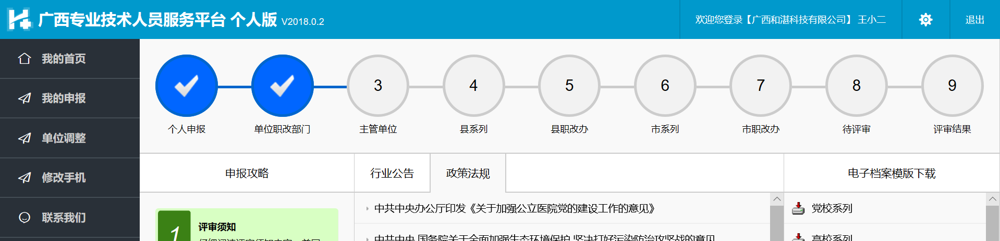 广西专业技术人员服务平台 个人版 V2018.0.2
欢迎您登录【广西和湛科技有限公司】 王小二
退出
我的首页
我的申报
单位调整
修改手机
联系我们
3 4 5 6 7 8 9
个人申报 单位职改部门 主管单位 县系列 县职改办 市系列 市职改办 待评审 评审结果
申报攻略
1
评审须知
行业公告 政策法规
中共中央办公厅印发《关于加强公立医院党的建设工作的意见》
中共中央 国务院关于全面加强生态环境保护 坚决打好污染防治攻坚战的意见
电子档案模版下载
党校系列
高校系列